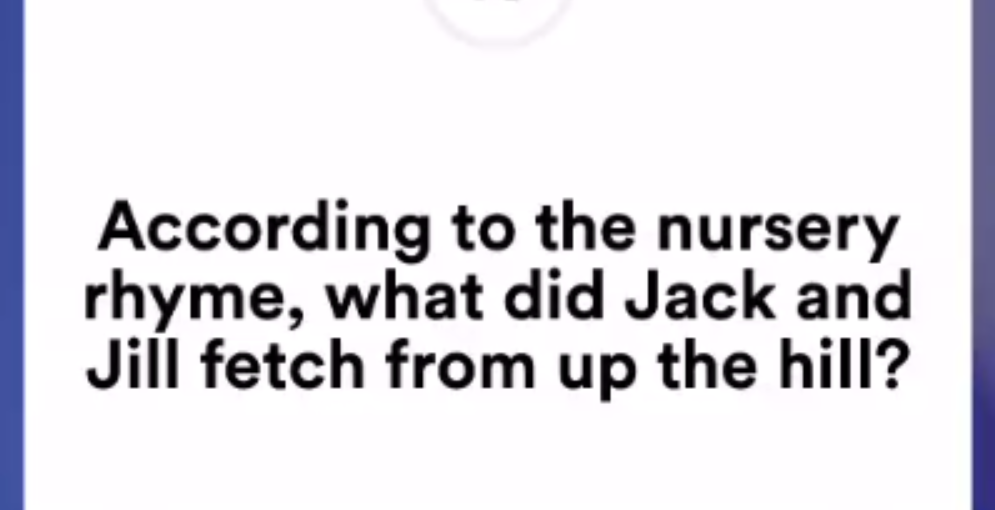 According to the nursery
rhyme, what did Jack and
Jill fetch from up the hill?